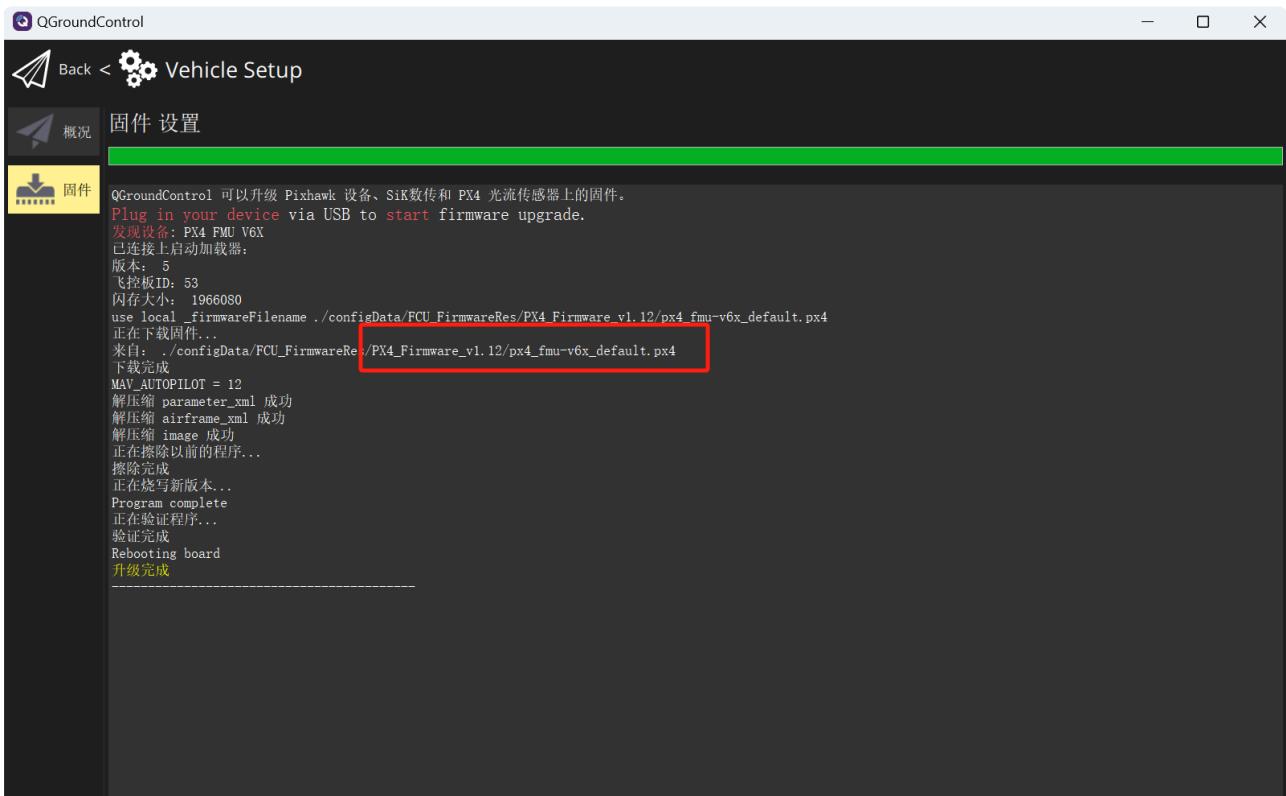 QGroundControl
Back < Vehicle Setup
概况
固件 设置
固件
QGroundControl 可以升级 Pixhawk 设备、SiK数传和 PX4 光流传感器上的固件。
Plug in your device via USB to start firmware upgrade.
发现设备: PX4 FMU V6X
已连接上启动加载器:
版本: 5
飞控板ID: 53
闪存大小: 1966080
use local _firmwareFilename ./configData/FCU_FirmwareRes/PX4_Firmware_v1.12/px4_fmu-v6x_default.px4
正在下载固件...
来自: ./configData/FCU_FirmwareRes/PX4_Firmware_v1.12/px4_fmu-v6x_default.px4
下载完成
MAV_AUTOPILOT = 12
解压缩 parameter_xml 成功
解压缩 airframe_xml 成功
解压缩 image 成功
正在擦除以前的程序...
擦除完成
正在烧写新版本...
Program complete
正在验证程序...
验证完成
Rebooting board
升级完成
------------------------------------------